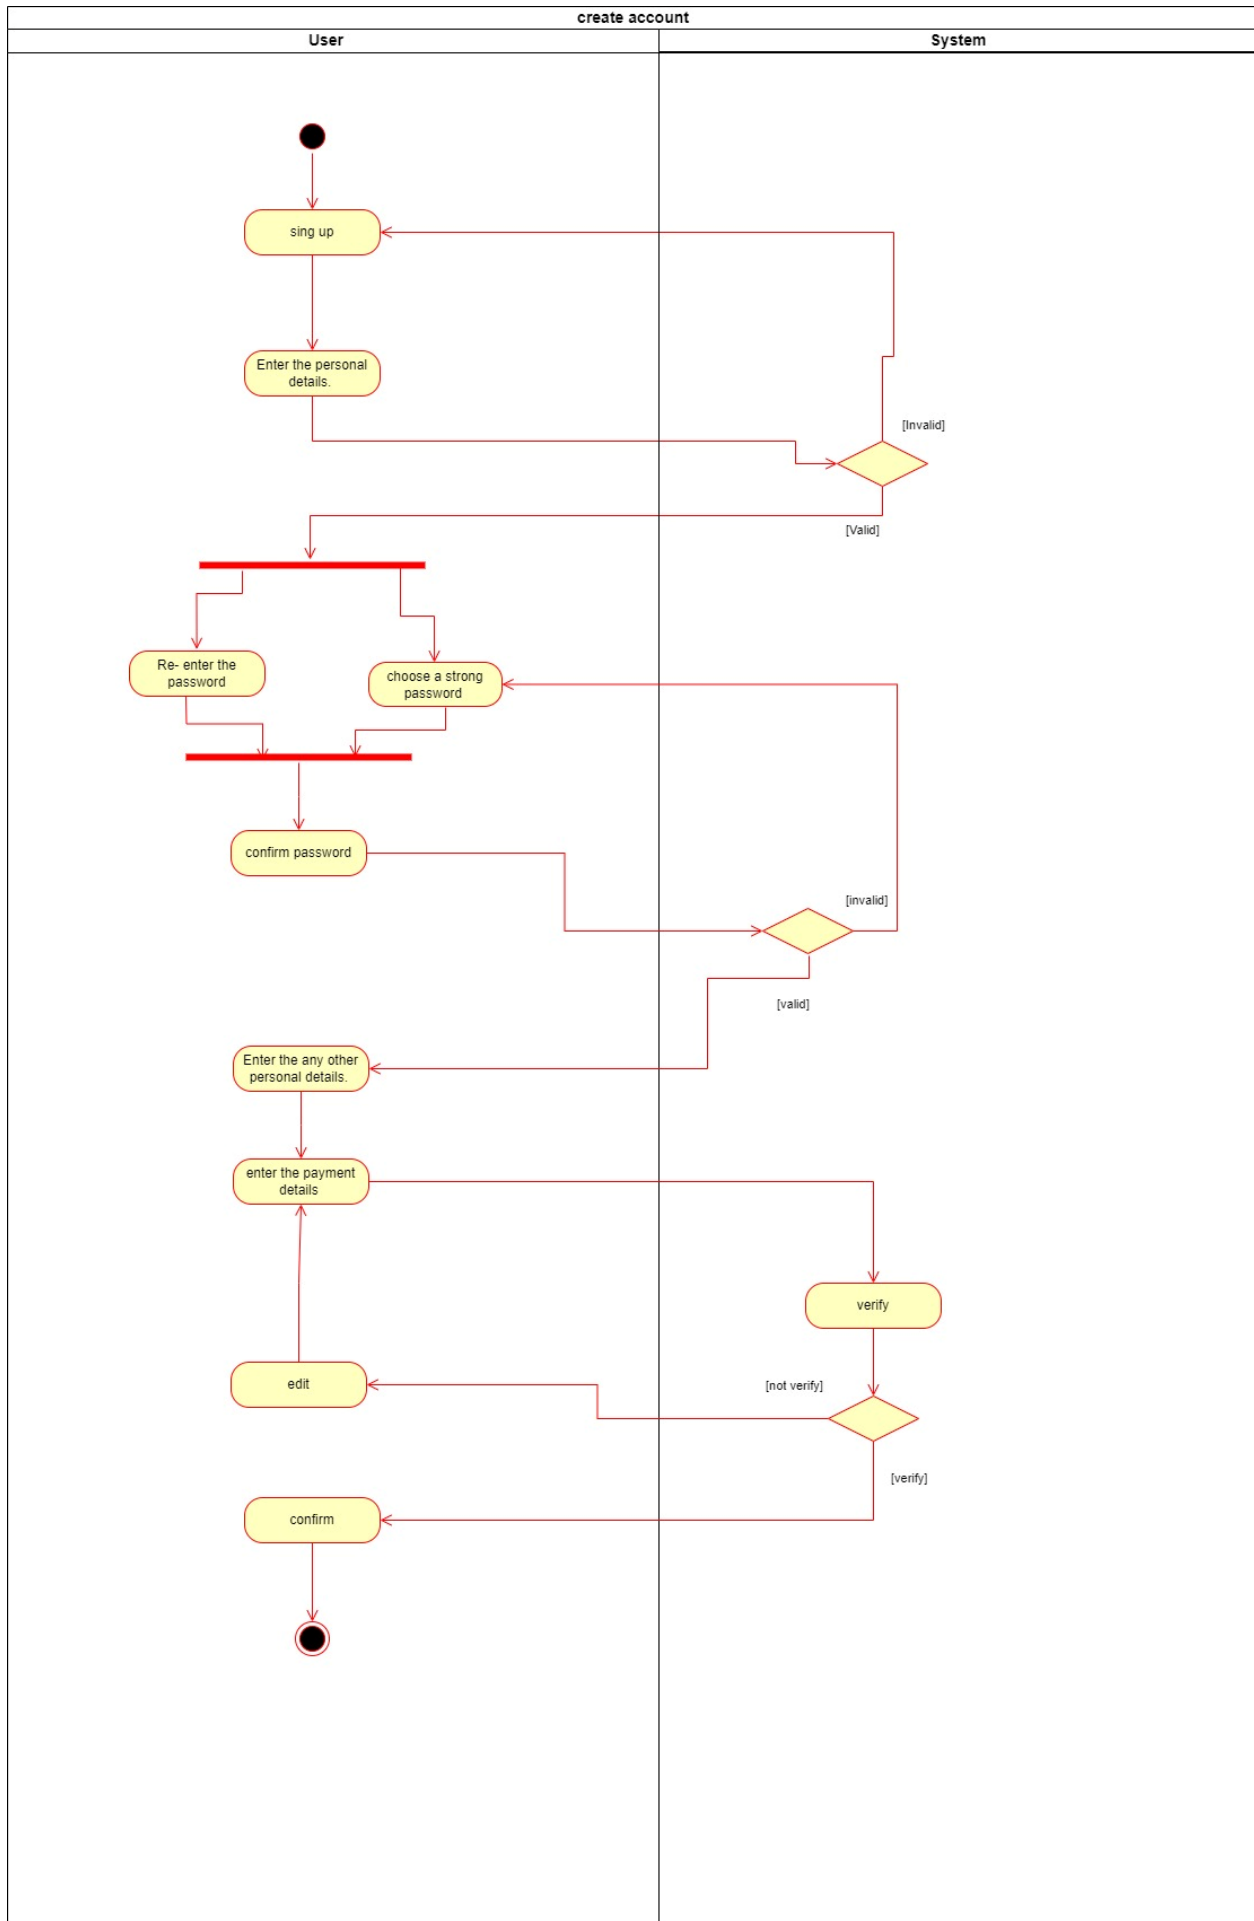 create account
User
System
sing up
Enter the personal
details.
[Invalid]
[Valid]
Re- enter the
password
choose a strong
password
confirm password
[invalid]
[valid]
Enter the any other
personal details.
enter the payment
details
verify
edit
[not verify]
[verify]
confirm